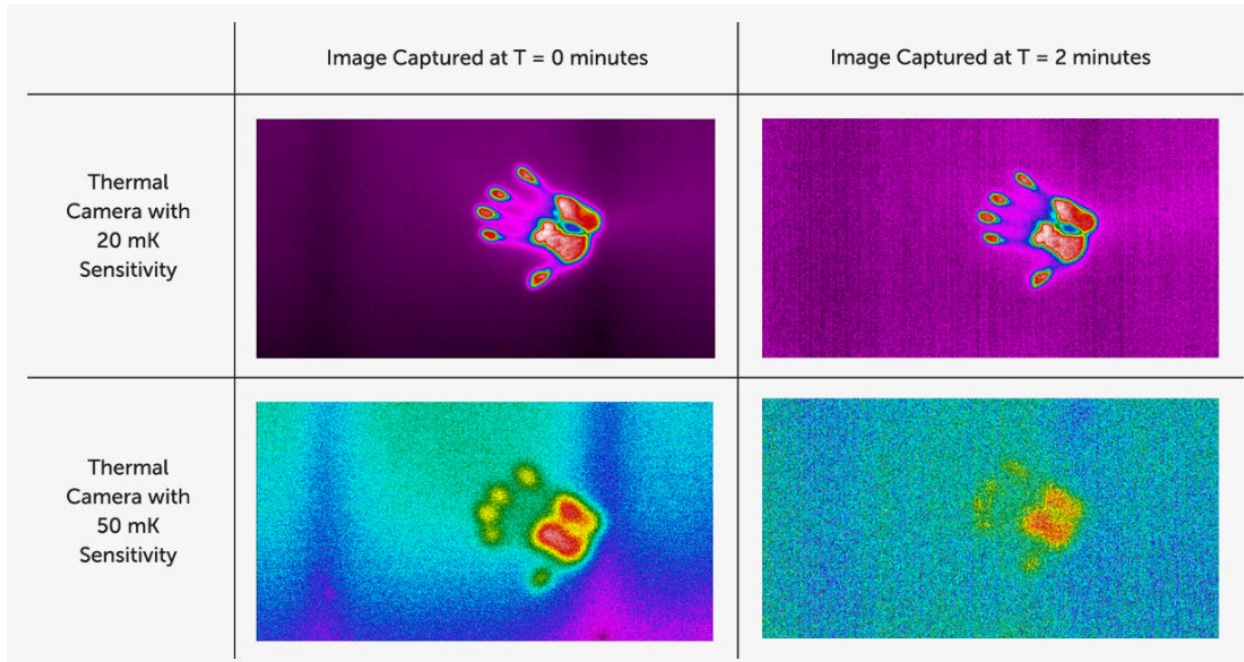 Image Captured at T = 0 minutes
Image Captured at T = 2 minutes
Thermal
Camera with
20 mK
Sensitivity
Thermal
Camera with
50 mK
Sensitivity